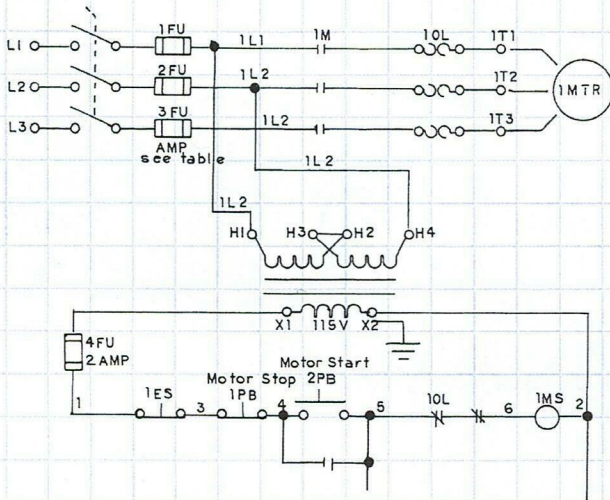 1FU 1L1 1M 1OL 1T1
L1
2FU 1L2 1T2
L2 1MTR
3FU 1L2 1T3
L3
AMP
see table 1L2
1L2
H1 H3 H2 H4
X1 115V X2
4FU
2 AMP
Motor Start
Motor Stop 2PB
1ES 1PB 4 5 1OL 1MS
1 3 6 2